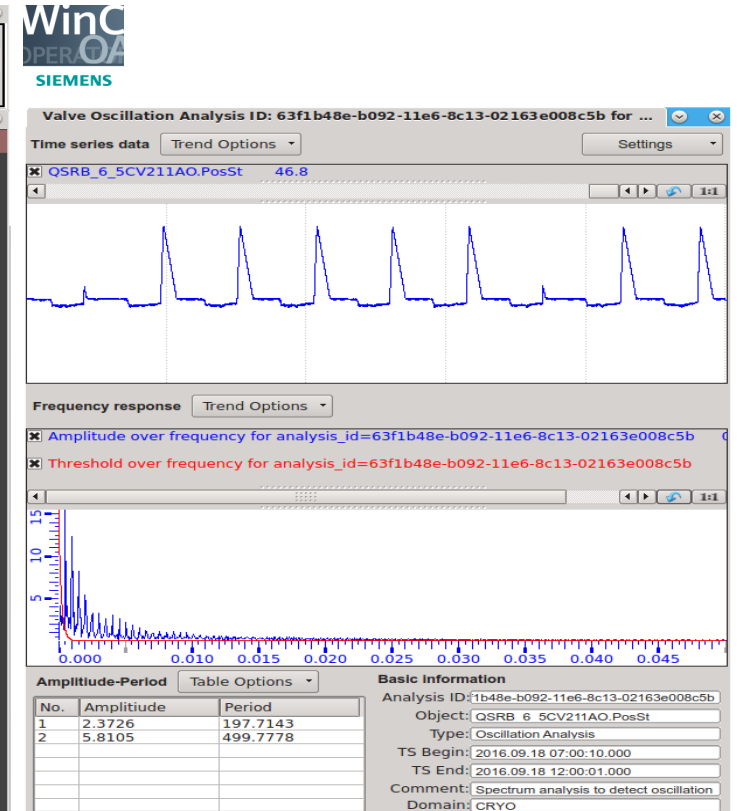 WinC
OA
OPERAT
SIEMENS
Valve Oscillation Analysis ID: 63f1b48e-b092-11e6-8c13-02163e008c5b for ...
Time series data Trend Options Settings
QSRB_6_5CV211AO.PosSt 46.8
1:1
Frequency response Trend Options
Amplitude over frequency for analysis_id=63f1b48e-b092-11e6-8c13-02163e008c5b
Threshold over frequency for analysis_id=63f1b48e-b092-11e6-8c13-02163e008c5b
1:1
15
10
5
0.000 0.010 0.015 0.020 0.025 0.030 0.035 0.040 0.045
Amplitiude-Period Table Options Basic information
Analysis ID: 1b48e-b092-11e6-8c13-02163e008c5b
No. Amplitiude Period
Object: QSRB_6_5CV211AO.PosSt
1 2.3726 197.7143
Type: Oscillation Analysis
2 5.8105 499.7778
TS Begin: 2016.09.18 07:00:10.000
TS End: 2016.09.18 12:00:01.000
Comment: Spectrum analysis to detect oscillation
Domain: CRYO